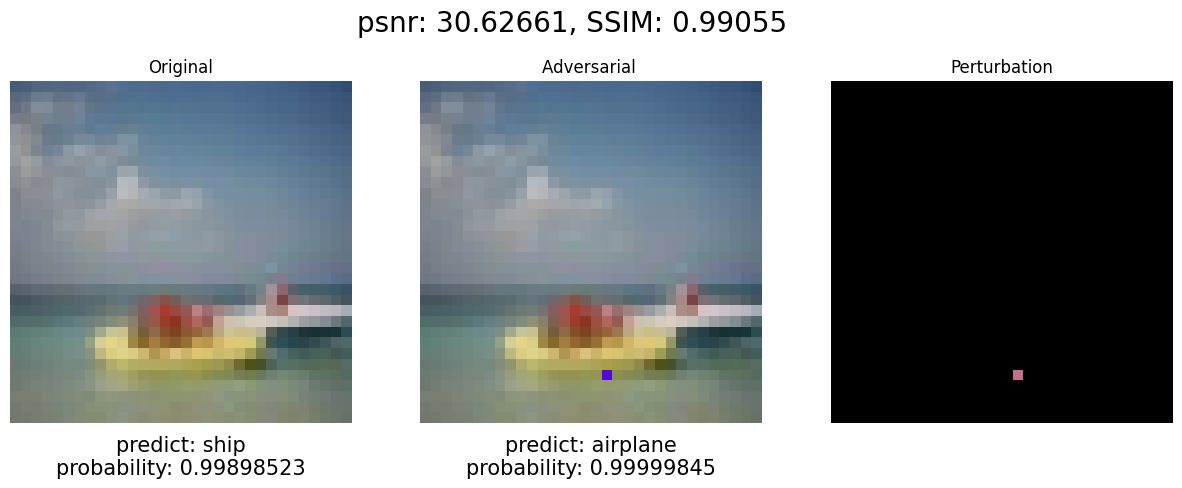 psnr: 30.62661, SSIM: 0.99055
Original
Adversarial
Perturbation
predict: ship
probability: 0.99898523
predict: airplane
probability: 0.99999845